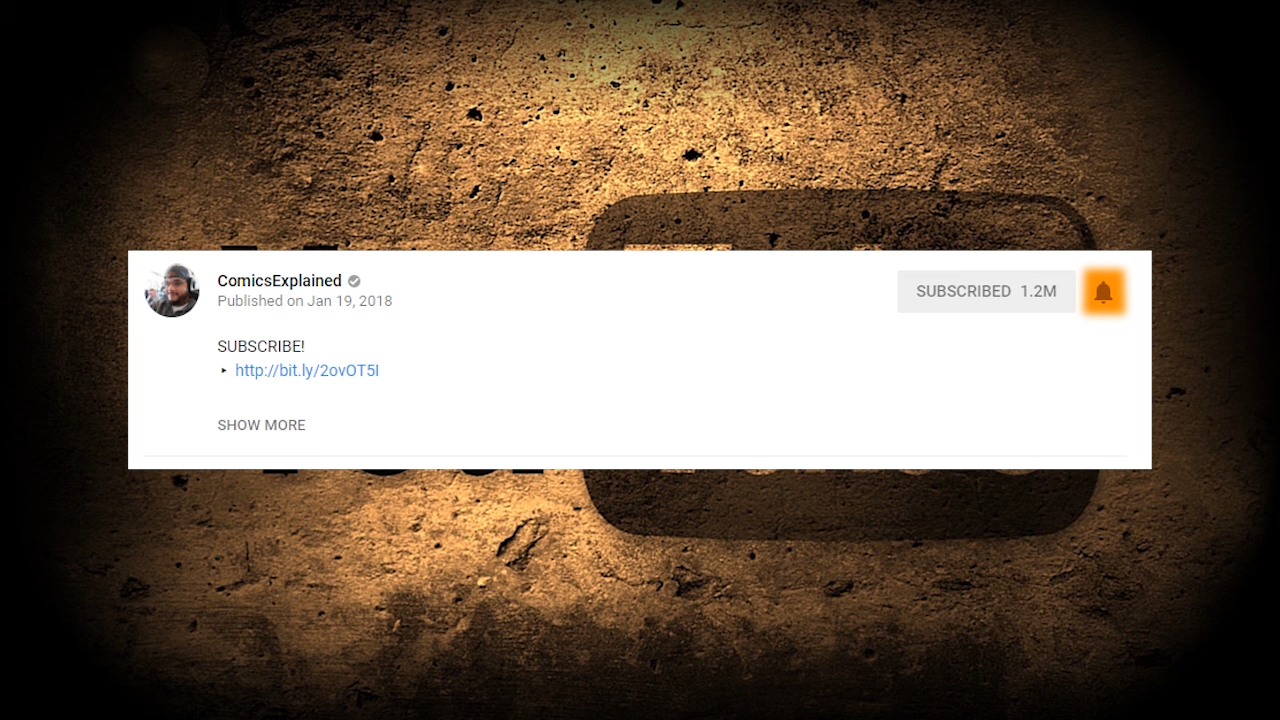 ComicsExplained
Published on Jan 19, 2018
SUBSCRIBED 1.2M
SUBSCRIBE!
‣ http://bit.ly/2ovOT5I
SHOW MORE